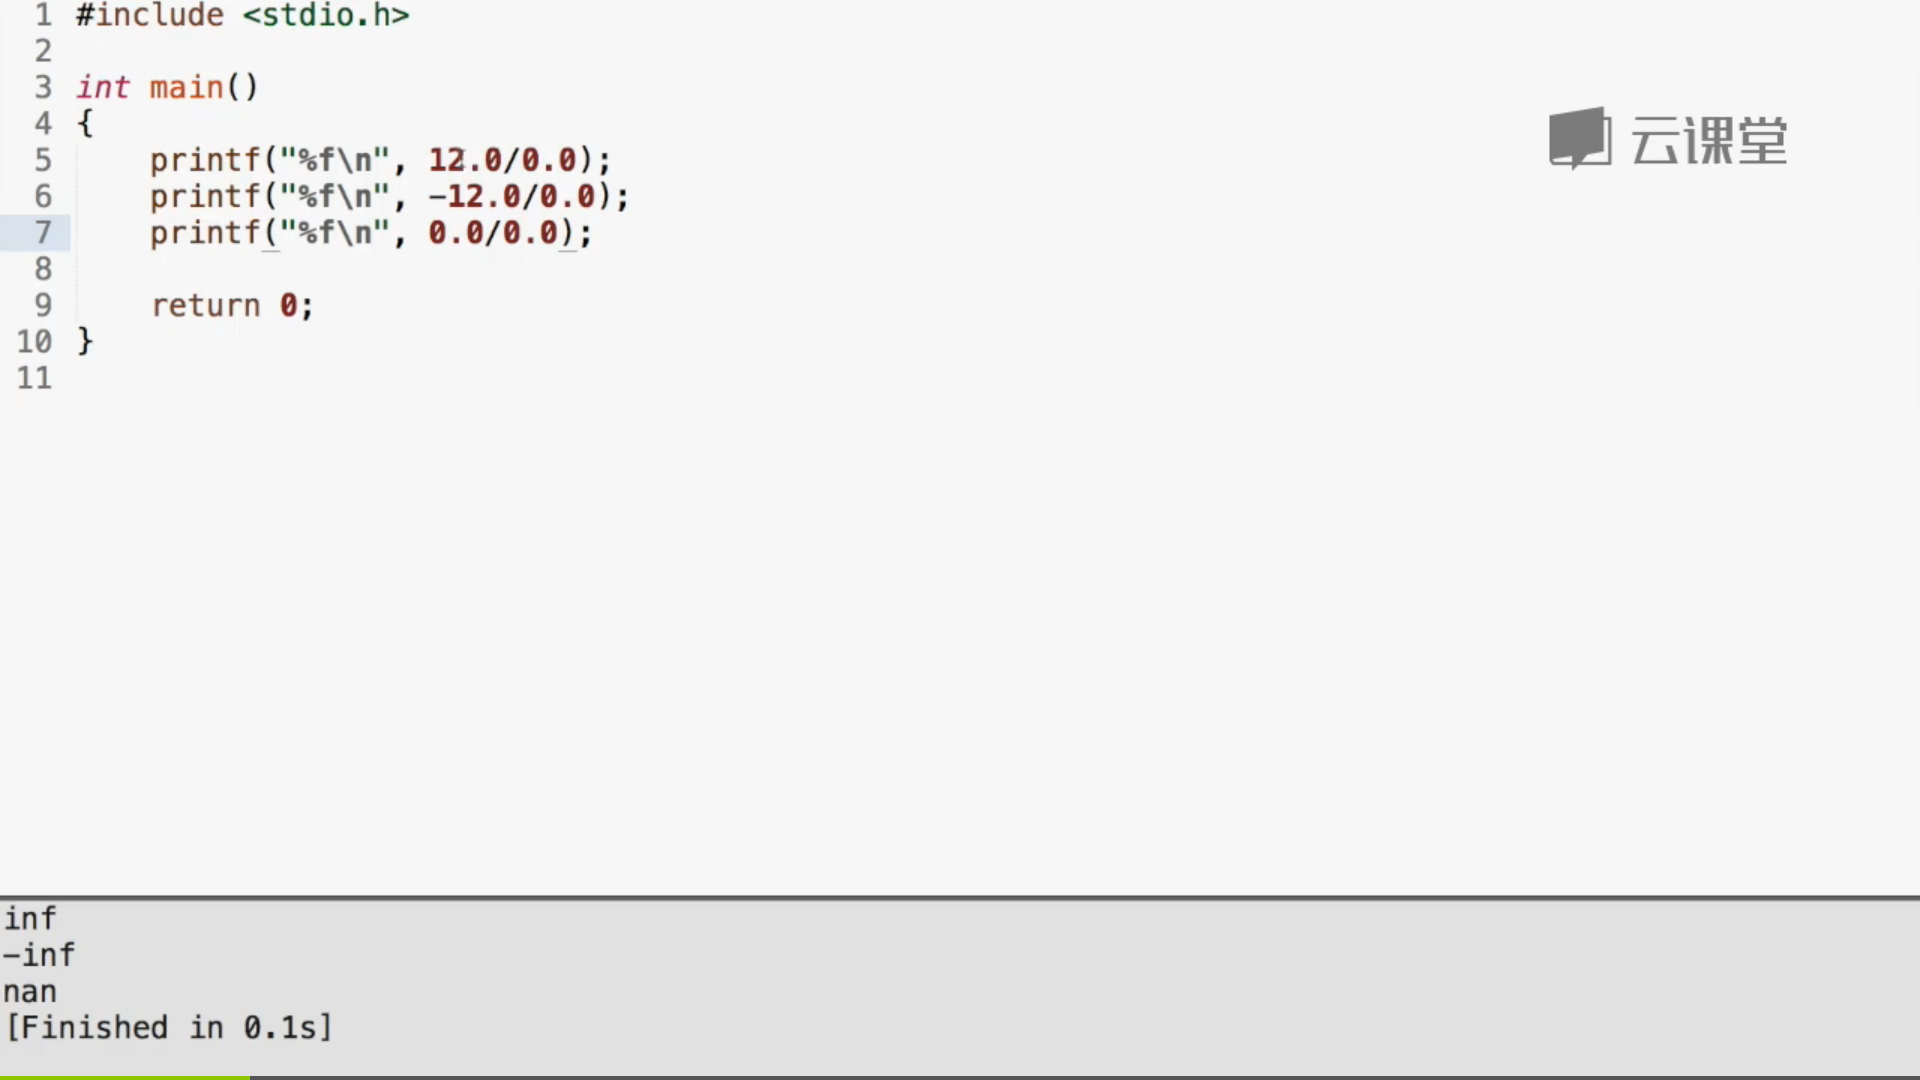 1 #include <stdio.h>
2
3 int main()
4 {
5     printf("%f\n", 12.0/0.0);
6     printf("%f\n", -12.0/0.0);
7     printf("%f\n", 0.0/0.0);
8
9     return 0;
10 }
11
云课堂
inf
-inf
nan
[Finished in 0.1s]